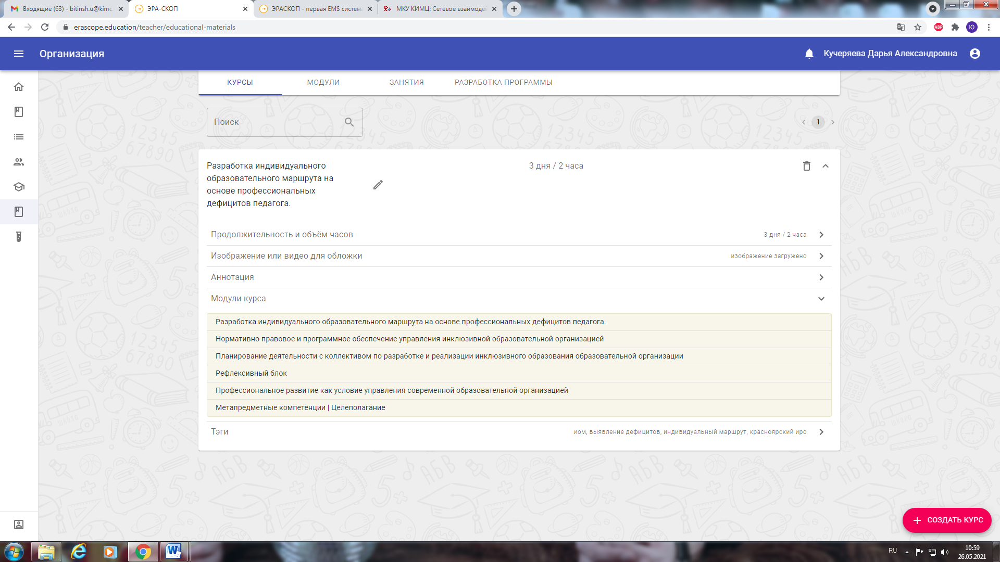 Входящие (63) - bitinsh.u@kimc
ЭРА-СКОП
ЭРАСКОП - первая EMS система
МКУ КИМЦ: Сетевое взаимодей
erascope.education/teacher/educational-materials
ABP
Ю
Организация
Кучеряева Дарья Александровна
КУРСЫ
МОДУЛИ
ЗАНЯТИЯ
РАЗРАБОТКА ПРОГРАММЫ
Поиск
1
Разработка индивидуального
образовательного маршрута на
основе профессиональных
дефицитов педагога.
3 дня / 2 часа
Продолжительность и объём часов
3 дня / 2 часа
Изображение или видео для обложки
изображение загружено
Аннотация
Модули курса
Разработка индивидуального образовательного маршрута на основе профессиональных дефицитов педагога.
Нормативно-правовое и программное обеспечение управления инклюзивной образовательной организацией
Планирование деятельности с коллективом по разработке и реализации инклюзивного образования образовательной организации
Рефлексивный блок
Профессиональное развитие как условие управления современной образовательной организацией
Метапредметные компетенции | Целеполагание
Тэги
иом, выявление дефицитов, индивидуальный маршрут, красноярский иро
СОЗДАТЬ КУРС
RU
10:59
26.05.2021